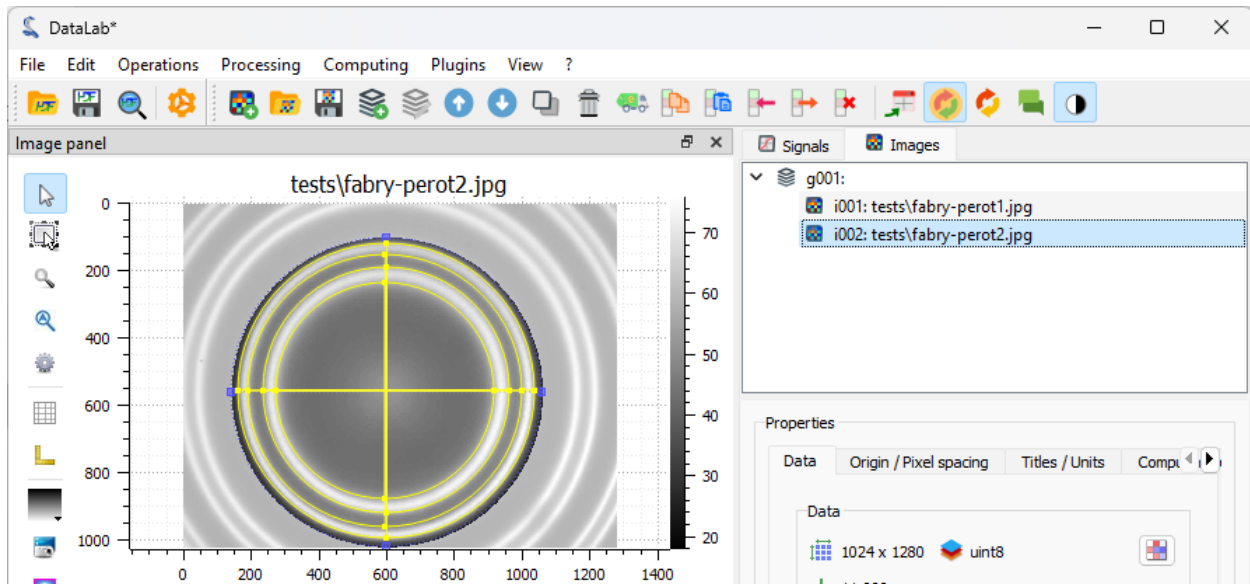 DataLab*
File Edit Operations Processing Computing Plugins View ?
Image panel
tests\fabry-perot2.jpg
0
200
400
600
800
1000
0 200 400 600 800 1000 1200 1400
70
60
50
40
30
20
Signals Images
g001:
i001: tests\fabry-perot1.jpg
i002: tests\fabry-perot2.jpg
Properties
Data Origin / Pixel spacing Titles / Units
Data
1024 x 1280 uint8